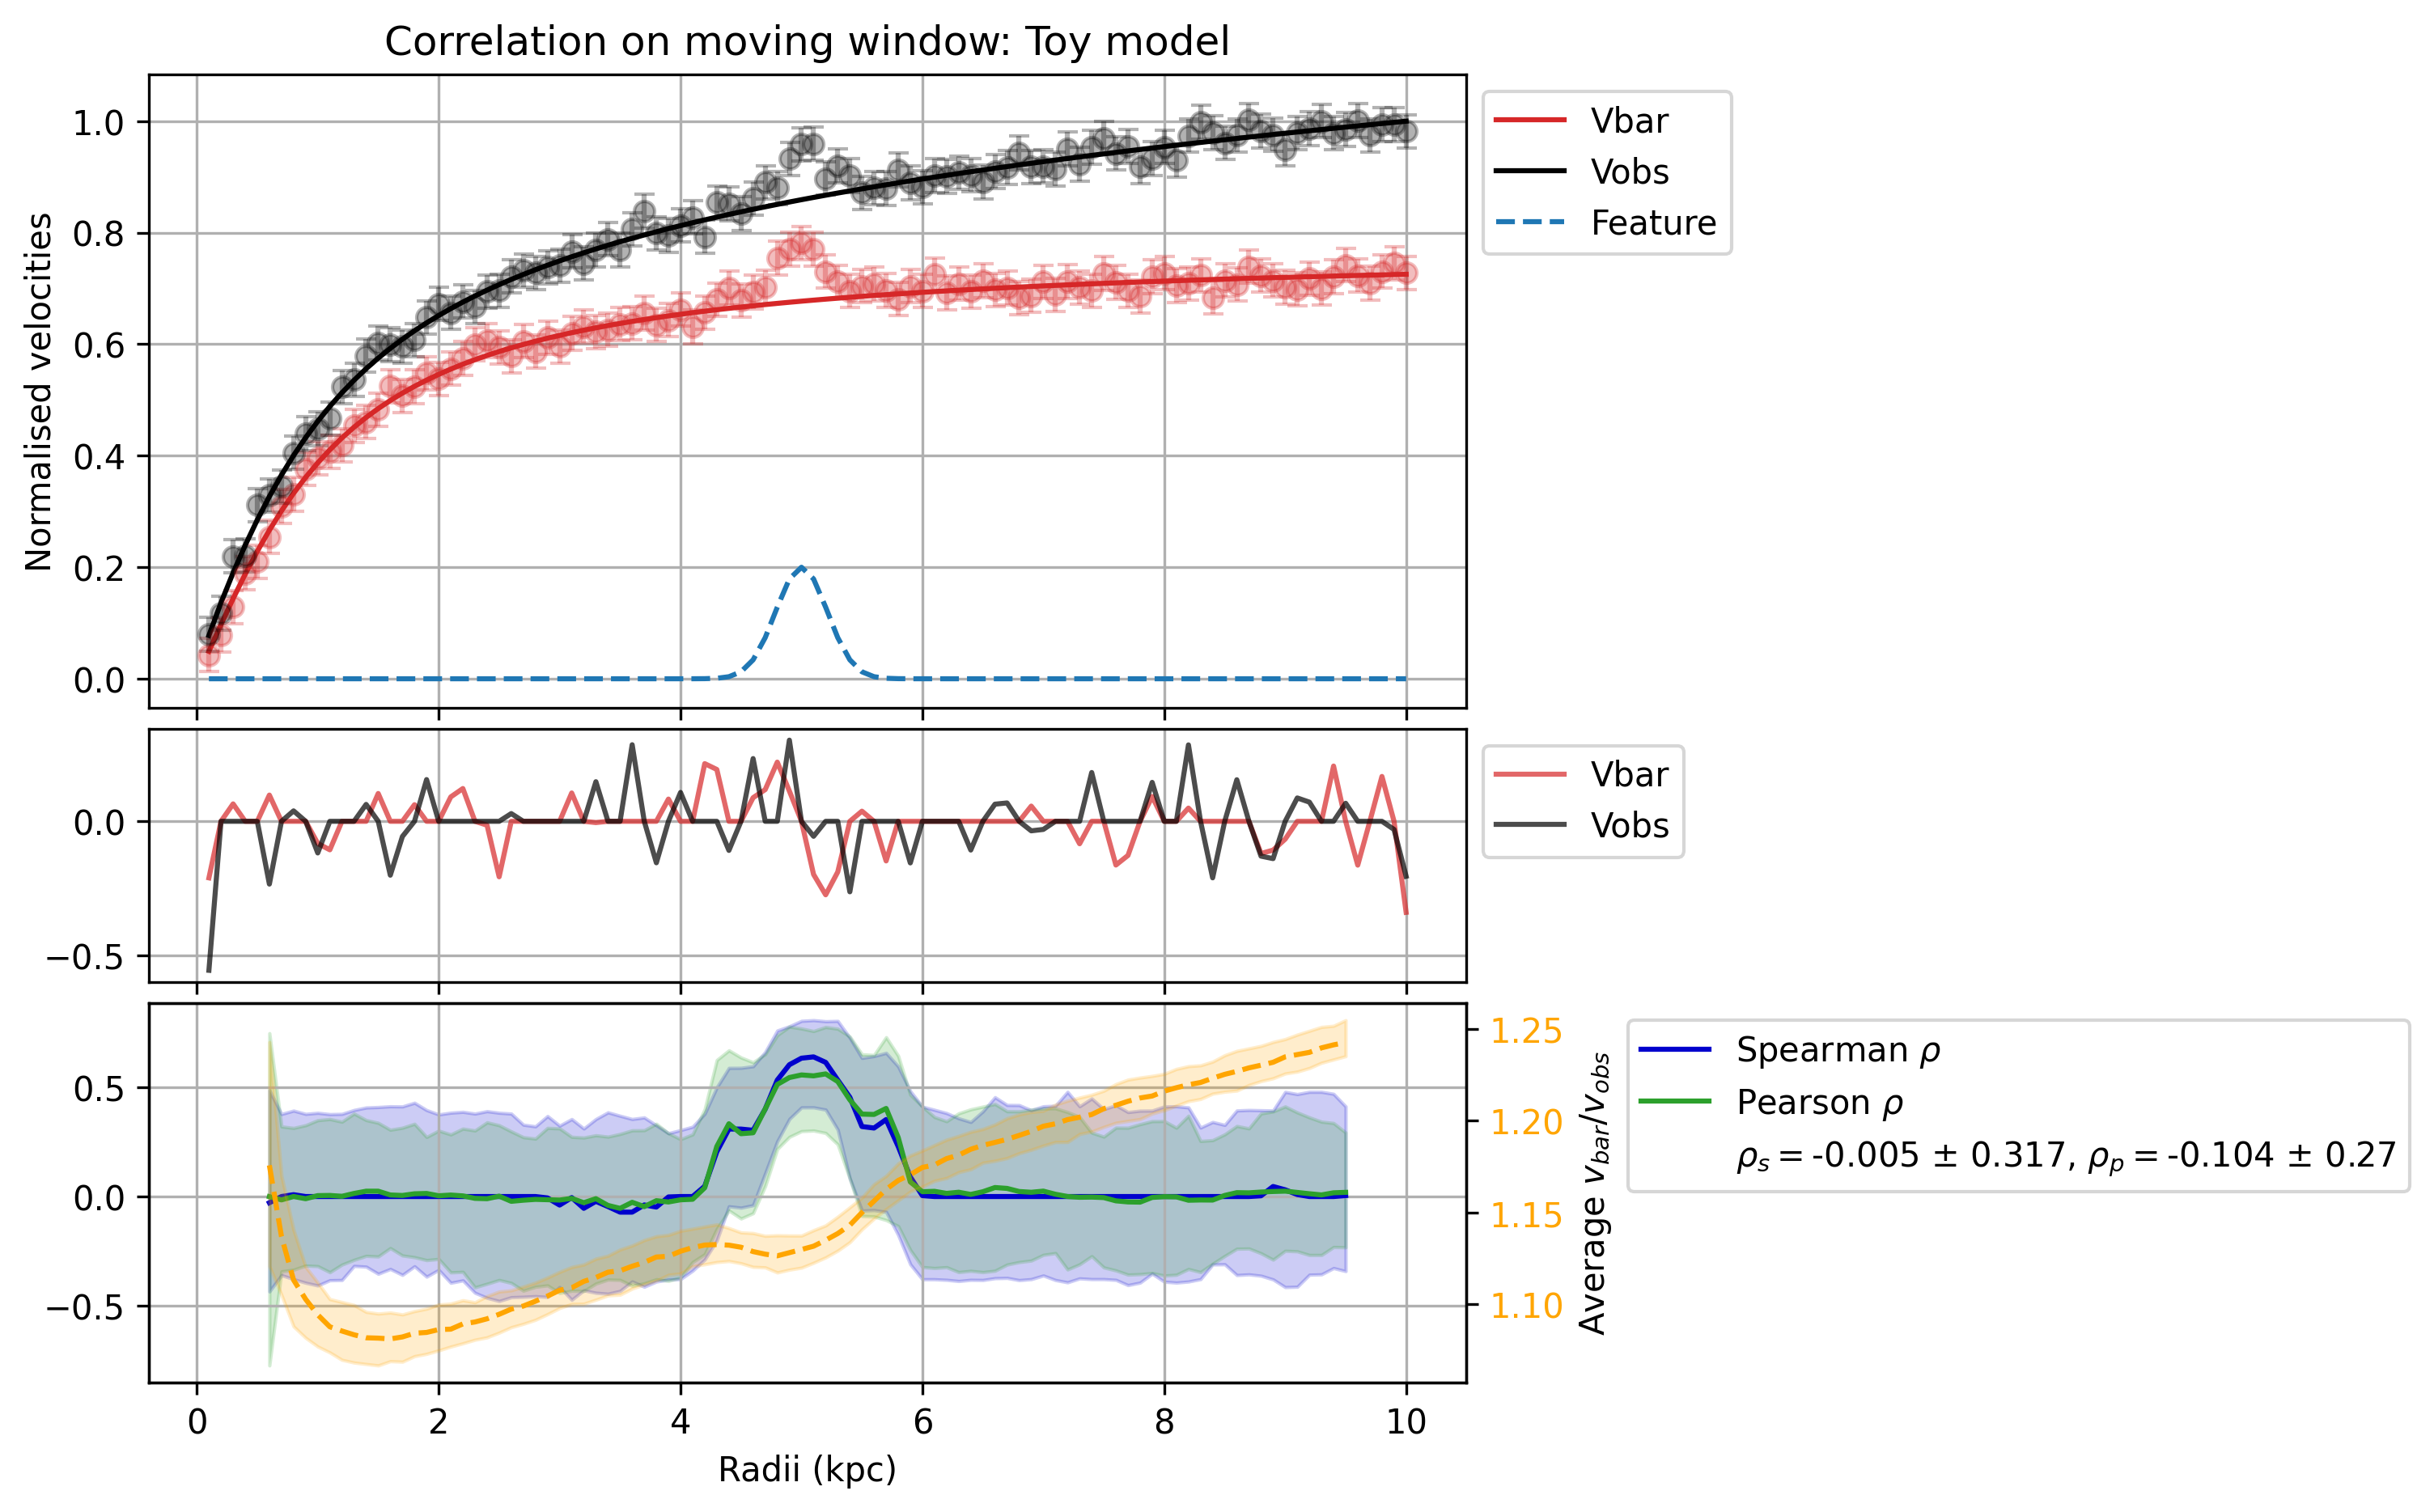 Correlation on moving window: Toy model
Normalised velocities
1.0
0.8
0.6
0.4
0.2
0.0
Vbar
Vobs
Feature
0.0
−0.5
Vbar
Vobs
0.5
0.0
−0.5
1.25
1.20
1.15
1.10
Average v_bar/v_obs
Spearman ρ
Pearson ρ
ρ_s = -0.005 ± 0.317, ρ_p = -0.104 ± 0.27
0 2 4 6 8 10
Radii (kpc)